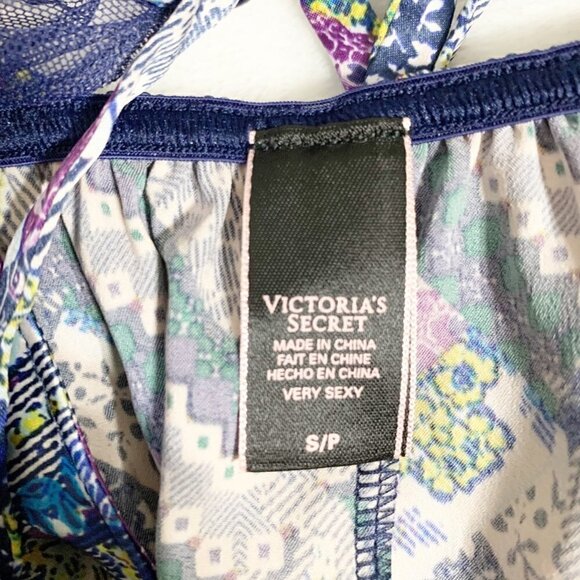 VICTORIA'S
SECRET
MADE IN CHINA
FAIT EN CHINE
HECHO EN CHINA
VERY SEXY
S/P